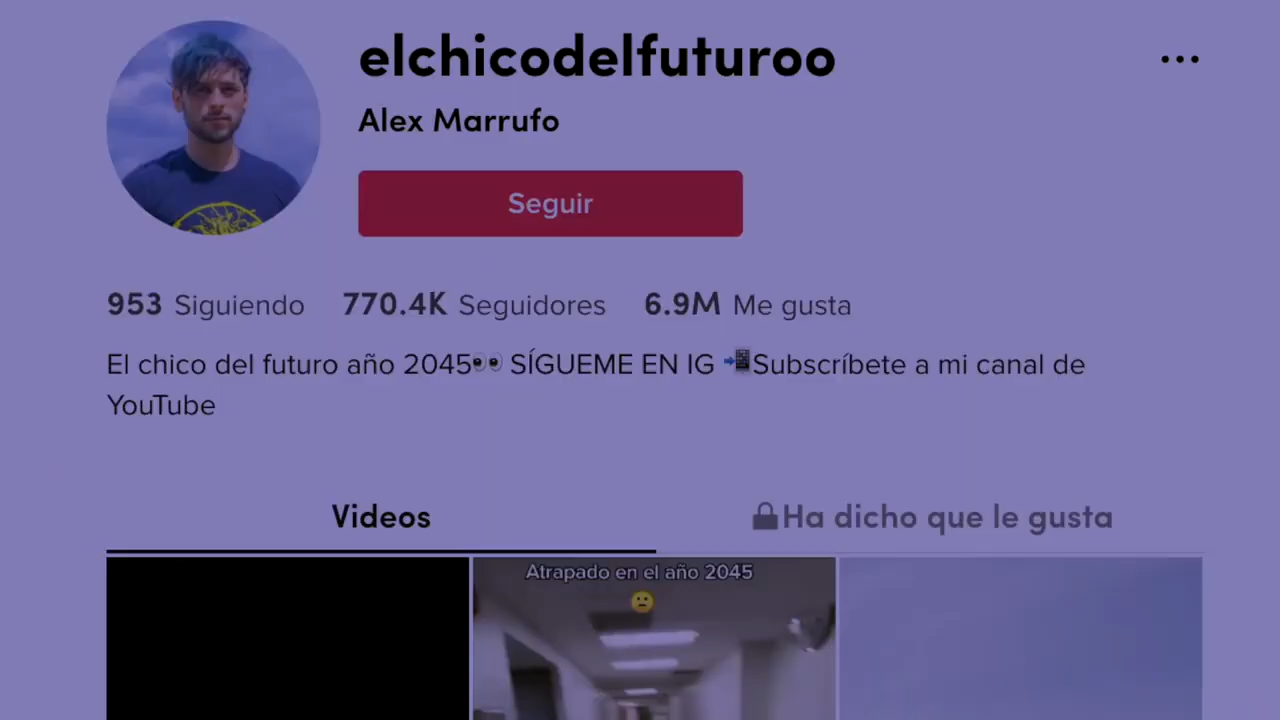 elchicodelfuturoo
Alex Marrufo
Seguir
953 Siguiendo 770.4K Seguidores 6.9M Me gusta
El chico del futuro año 2045👀 SÍGUEME EN IG 📲Subscríbete a mi canal de
YouTube
Videos
Ha dicho que le gusta
Atrapado en el año 2045